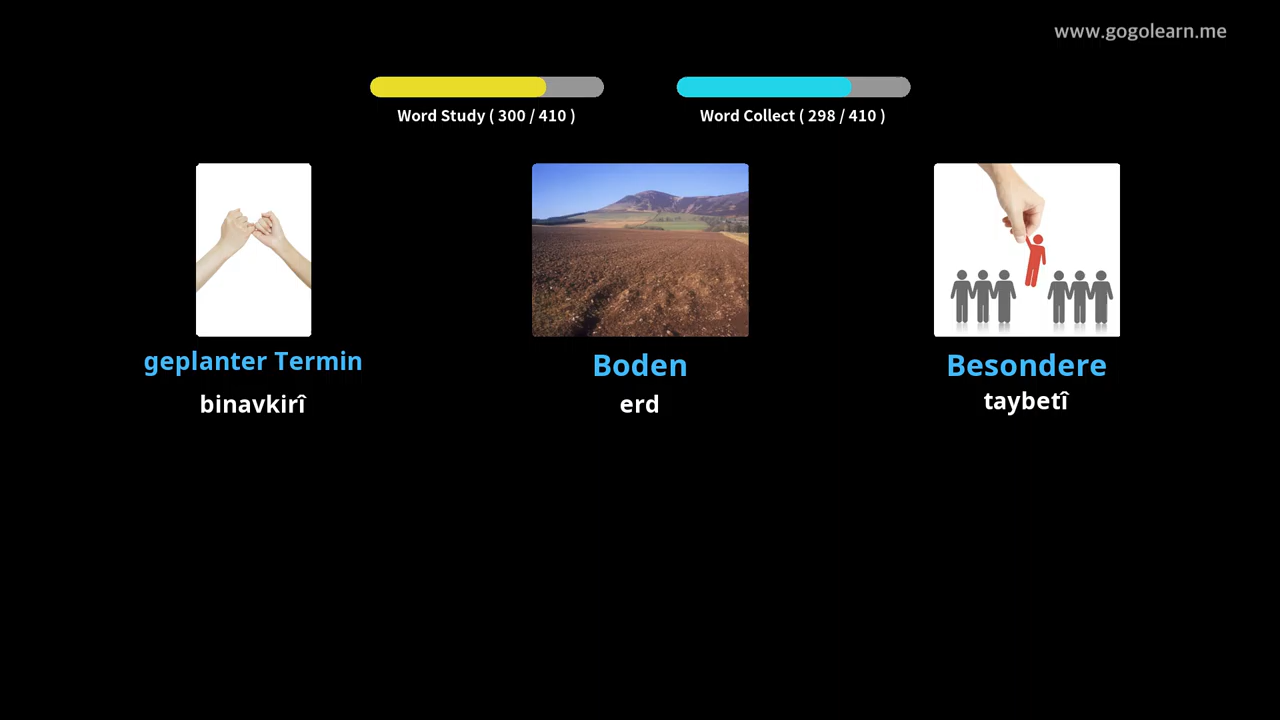 www.gogolearn.me
Word Study ( 300 / 410 )
Word Collect ( 298 / 410 )
geplanter Termin
binavkirî
Boden
erd
Besondere
taybetî